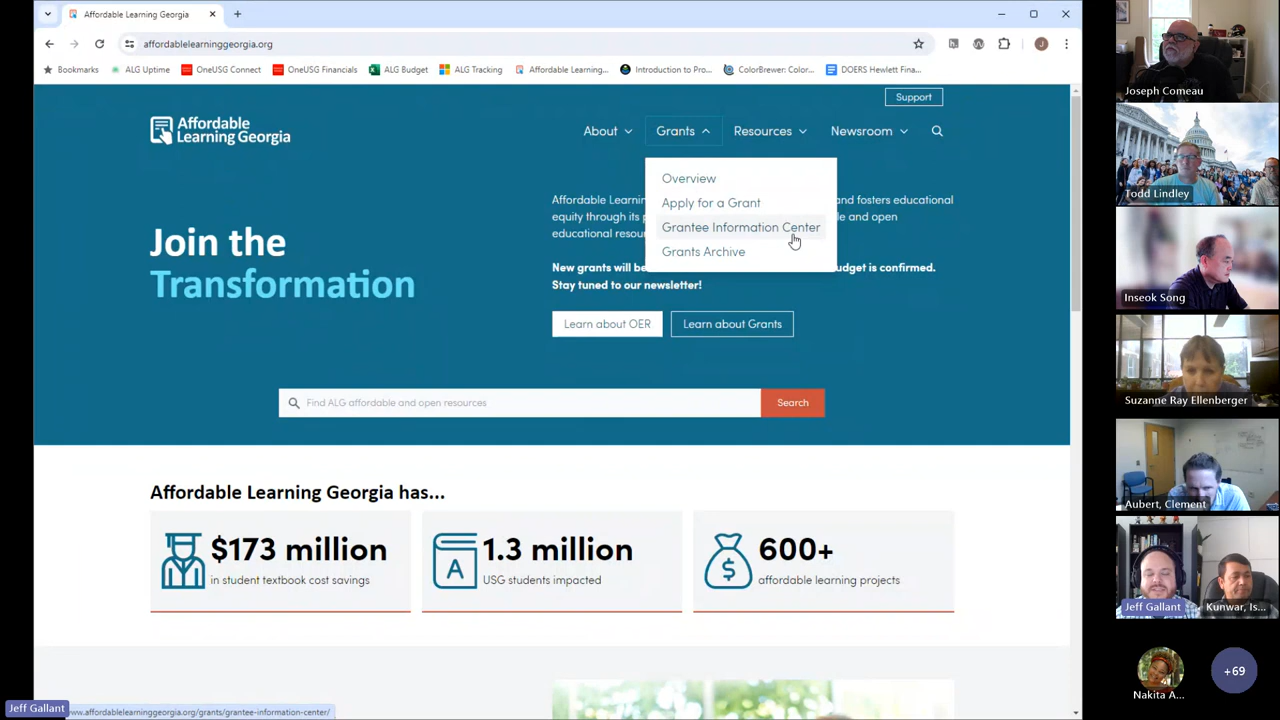 Affordable Learning Georgia
affordablelearninggeorgia.org
J
Bookmarks
ALG Uptime
OneUSG Connect
OneUSG Financials
ALG Budget
ALG Tracking
Affordable Learning...
Introduction to Pro...
ColorBrewer: Color...
DOERS Hewlett Fina...
Support
Affordable
Learning Georgia
About
Grants
Resources
Newsroom
Overview
Apply for a Grant
Grantee Information Center
Grants Archive
Join the
Transformation
Affordable Learnin and fosters educational
equity through its p le and open
educational resou
New grants will be udget is confirmed.
Stay tuned to our newsletter!
Learn about OER
Learn about Grants
Find ALG affordable and open resources
Search
Affordable Learning Georgia has...
$173 million
in student textbook cost savings
A
1.3 million
USG students impacted
$
600+
affordable learning projects
www.affordablelearninggeorgia.org/grants/grantee-information-center/
Jeff Gallant
Joseph Comeau
Todd Lindley
Inseok Song
Suzanne Ray Ellenberger
Aubert, Clement
Jeff Gallant
Kunwar, Is...
Nakita A...
+69